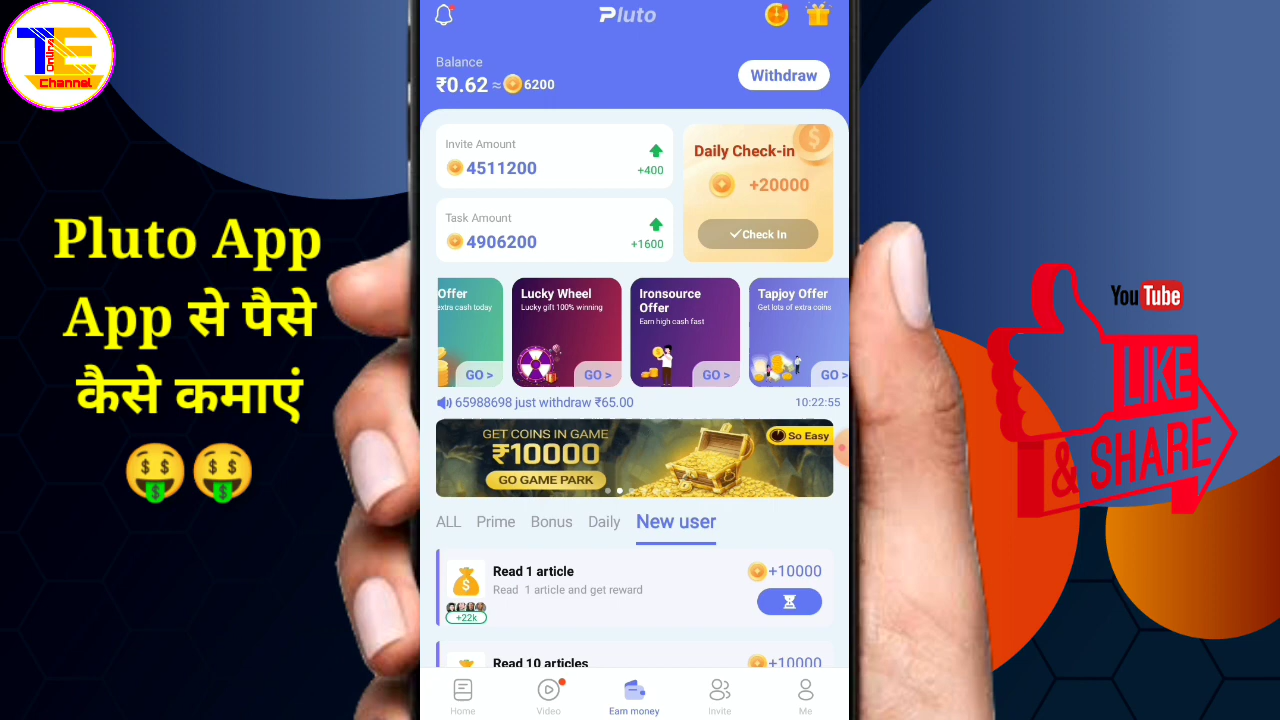 TE
Online
Channel
Pluto App
App से पैसे
कैसे कमाएं
Pluto
Balance
₹0.62 ≈ 6200
Withdraw
Invite Amount
4511200
+400
Task Amount
4906200
+1600
Daily Check-in
+20000
Check In
Offer
extra cash today
GO >
Lucky Wheel
Lucky gift 100% winning
GO >
Ironsource
Offer
Earn high cash fast
GO >
Tapjoy Offer
Get lots of extra coins
GO >
65988698 just withdraw ₹65.00
10:22:55
GET COINS IN GAME
₹10000
GO GAME PARK
So Easy
ALL Prime Bonus Daily New user
Read 1 article
Read 1 article and get reward
+10000
+22k
Read 10 articles
+10000
Home Video Earn money Invite Me
YouTube
LIKE
& SHARE